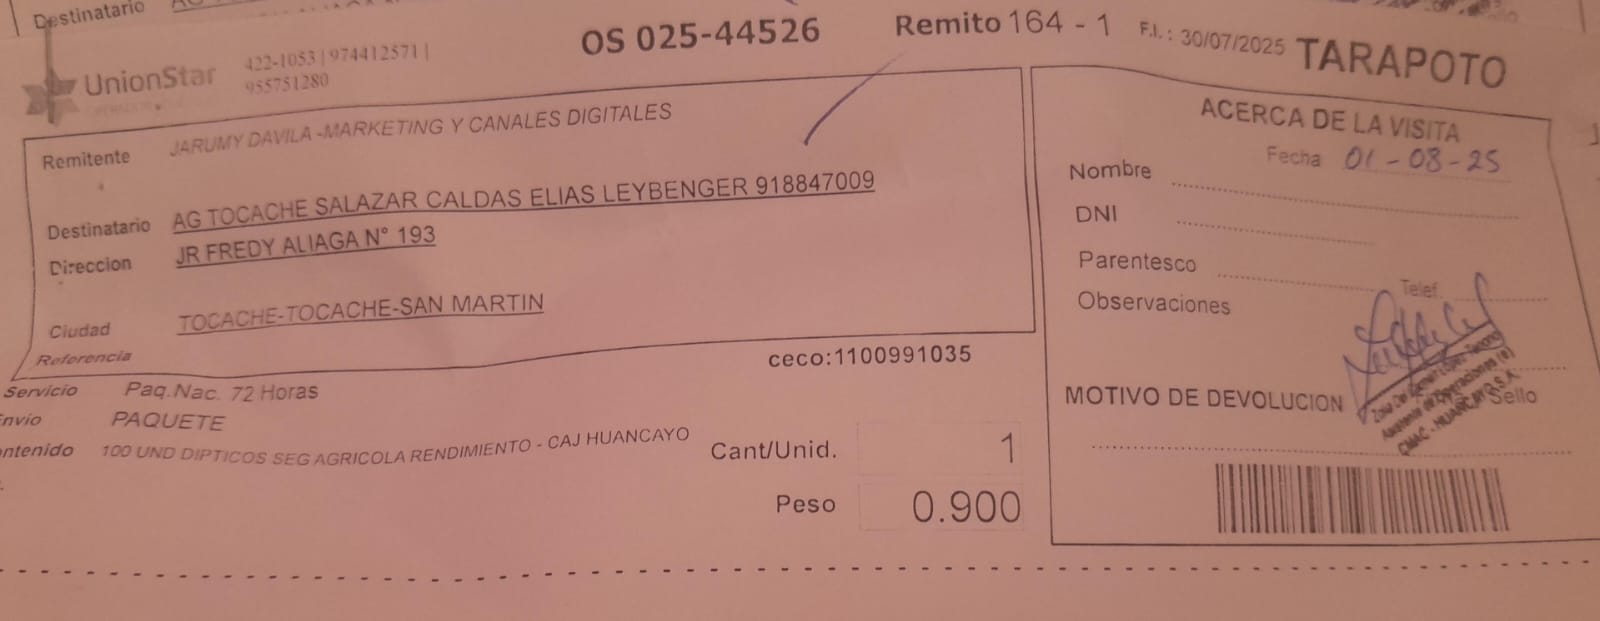 Destinatario
UnionStar
422-1053 | 974412571 |
955751280
OS 025-44526
Remito 164 - 1
F.I.: 30/07/2025
TARAPOTO
Remitente JARUMY DAVILA -MARKETING Y CANALES DIGITALES
Destinatario AG TOCACHE SALAZAR CALDAS ELIAS LEYBENGER 918847009
Direccion JR FREDY ALIAGA N° 193
Ciudad TOCACHE-TOCACHE-SAN MARTIN
Referencia
ceco:1100991035
Servicio Paq.Nac. 72 Horas
Envio PAQUETE
ontenido 100 UND DIPTICOS SEG AGRICOLA RENDIMIENTO - CAJ HUANCAYO
Cant/Unid. 1
Peso 0.900
ACERCA DE LA VISITA
Fecha 01-08-25
Nombre
DNI
Parentesco
Telef.
Observaciones
MOTIVO DE DEVOLUCION
Sello
CMAC - HUANCAYO S.A.